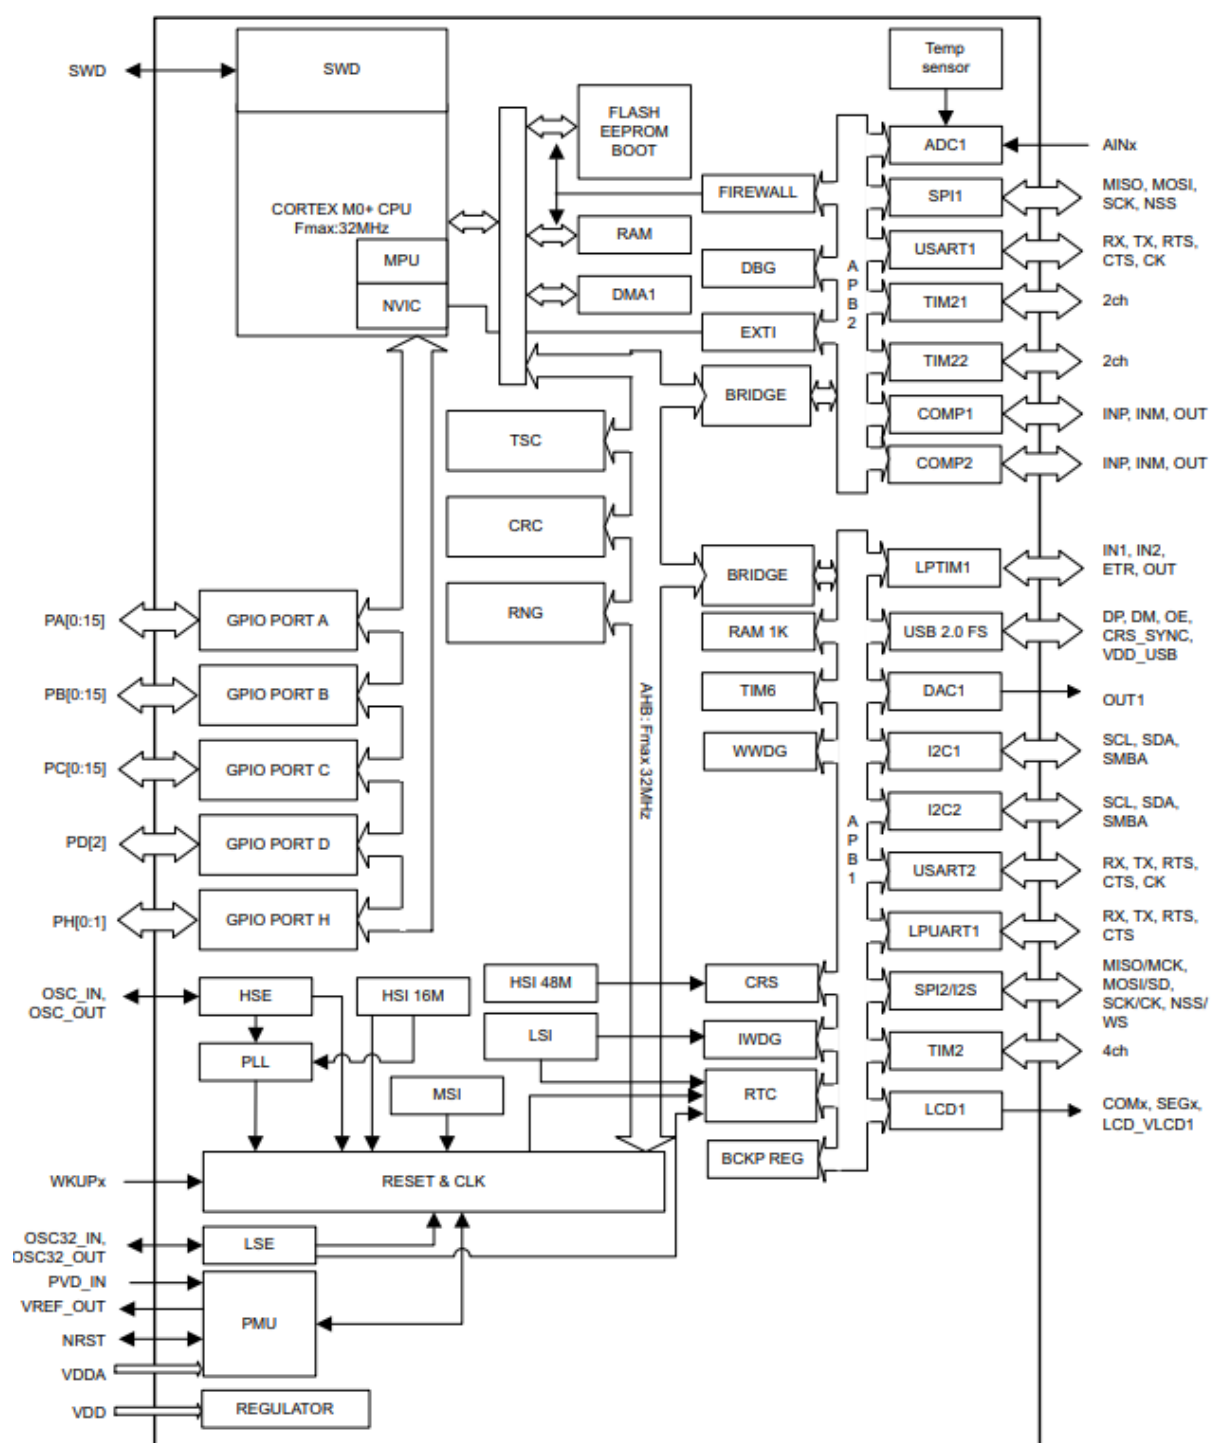 SWD
SWD
CORTEX M0+ CPU
Fmax:32MHz
MPU
NVIC
FLASH
EEPROM
BOOT
RAM
DMA1
FIREWALL
DBG
EXTI
BRIDGE
APB2
Temp
sensor
ADC1
AINx
SPI1
MISO, MOSI,
SCK, NSS
USART1
RX, TX, RTS,
CTS, CK
TIM21
2ch
TIM22
2ch
COMP1
INP, INM, OUT
COMP2
INP, INM, OUT
TSC
CRC
RNG
AHB: Fmax 32MHz
PA[0:15]
GPIO PORT A
PB[0:15]
GPIO PORT B
PC[0:15]
GPIO PORT C
PD[2]
GPIO PORT D
PH[0:1]
GPIO PORT H
BRIDGE
RAM 1K
TIM6
WWDG
APB1
LPTIM1
IN1, IN2,
ETR, OUT
USB 2.0 FS
DP, DM, OE,
CRS_SYNC,
VDD_USB
DAC1
OUT1
I2C1
SCL, SDA,
SMBA
I2C2
SCL, SDA,
SMBA
USART2
RX, TX, RTS,
CTS, CK
LPUART1
RX, TX, RTS,
CTS
SPI2/I2S
MISO/MCK,
MOSI/SD,
SCK/CK, NSS/
WS
TIM2
4ch
LCD1
COMx, SEGx,
LCD_VLCD1
OSC_IN,
OSC_OUT
HSE
HSI 16M
HSI 48M
CRS
PLL
LSI
IWDG
MSI
RTC
BCKP REG
WKUPx
RESET & CLK
OSC32_IN,
OSC32_OUT
LSE
PVD_IN
VREF_OUT
PMU
NRST
VDDA
VDD
REGULATOR